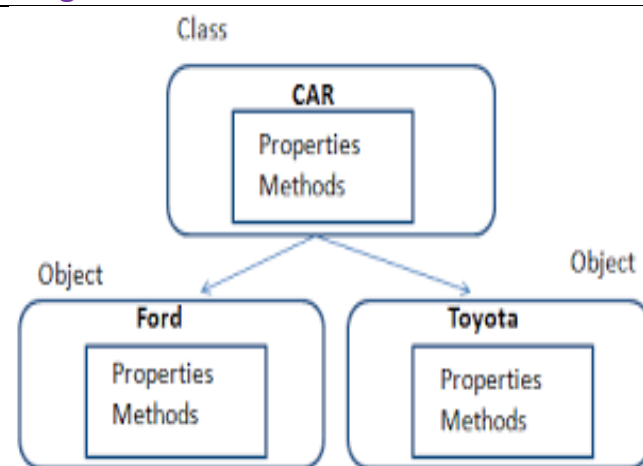 Class
CAR
Properties
Methods
Object
Object
Ford
Toyota
Properties
Methods
Properties
Methods